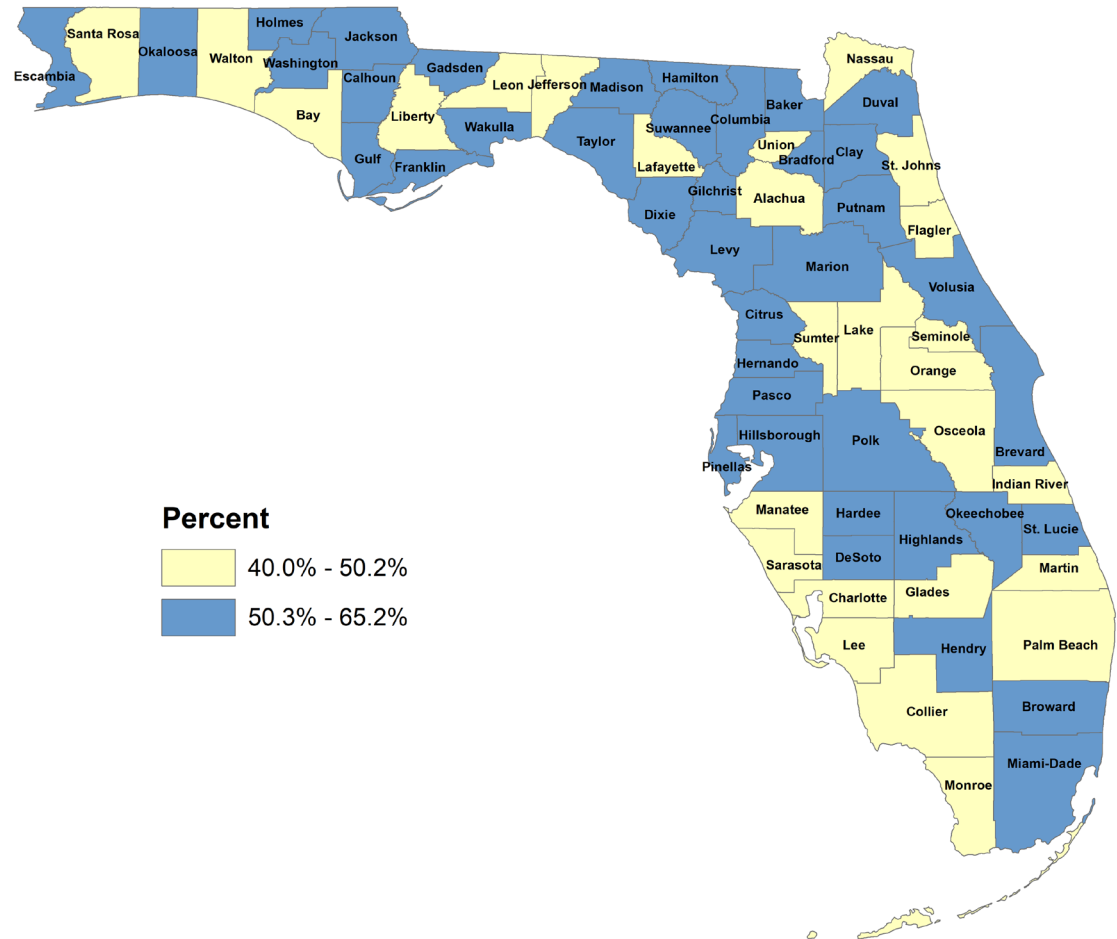 Holmes
Santa Rosa
Jackson
Okaloosa
Walton
Washington
Escambia
Calhoun
Gadsden
Leon
Jefferson
Madison
Hamilton
Nassau
Bay
Liberty
Wakulla
Taylor
Suwannee
Columbia
Baker
Duval
Gulf
Franklin
Lafayette
Union
Bradford
Clay
St. Johns
Dixie
Gilchrist
Alachua
Putnam
Flagler
Levy
Marion
Volusia
Citrus
Sumter
Lake
Seminole
Hernando
Orange
Pasco
Hillsborough
Polk
Osceola
Brevard
Pinellas
Indian River
Manatee
Hardee
Highlands
Okeechobee
St. Lucie
Sarasota
DeSoto
Martin
Charlotte
Glades
Lee
Hendry
Palm Beach
Collier
Broward
Monroe
Miami-Dade
Percent
40.0% - 50.2%
50.3% - 65.2%